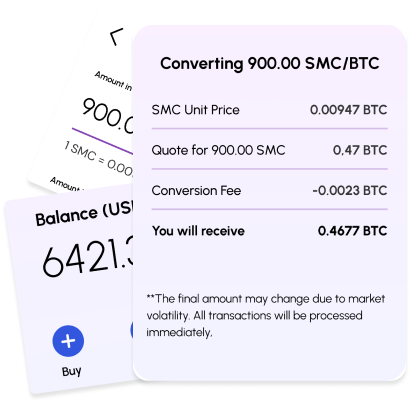 Amount in
900.0
1 SMC = 0.00
Amount
Balance (US
6421.3
Buy
Converting 900.00 SMC/BTC
SMC Unit Price 0.00947 BTC
Quote for 900.00 SMC 0,47 BTC
Conversion Fee -0.0023 BTC
You will receive 0.4677 BTC
**The final amount may change due to market
volatility. All transactions will be processed
immediately,